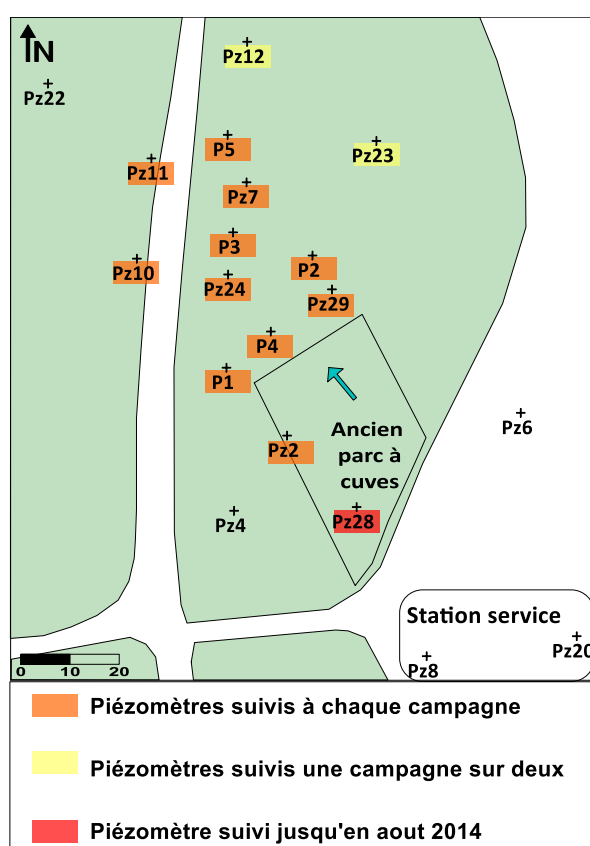 N
Pz12
Pz22
P5
Pz23
Pz11
Pz7
P3
P2
Pz10
Pz24
Pz29
P4
P1
Pz6
Ancien
parc à
cuves
Pz2
Pz28
Pz4
Station service
Pz20
Pz8
0 10 20
Piézomètres suivis à chaque campagne
Piézomètres suivis une campagne sur deux
Piézomètre suivi jusqu'en aout 2014